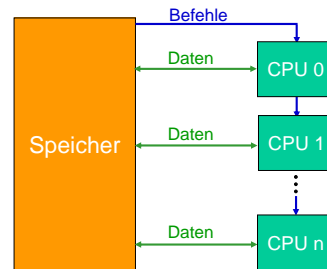 Befehle
Daten
CPU 0
Speicher
Daten
CPU 1
Daten
CPU n